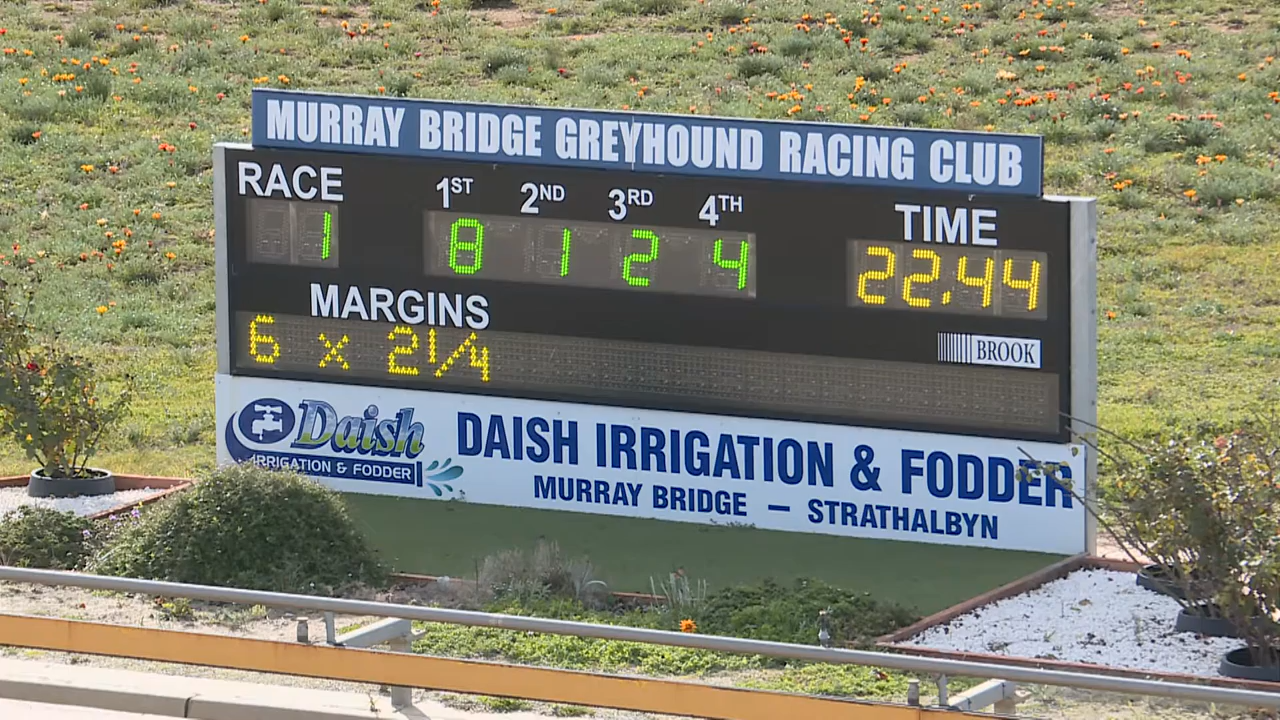 MURRAY BRIDGE GREYHOUND RACING CLUB
RACE 1ST 2ND 3RD 4TH TIME
1 8 1 2 4 22.44
MARGINS
6 x 2 1/4
BROOK
Daish
IRRIGATION & FODDER
DAISH IRRIGATION & FODDER
MURRAY BRIDGE – STRATHALBYN